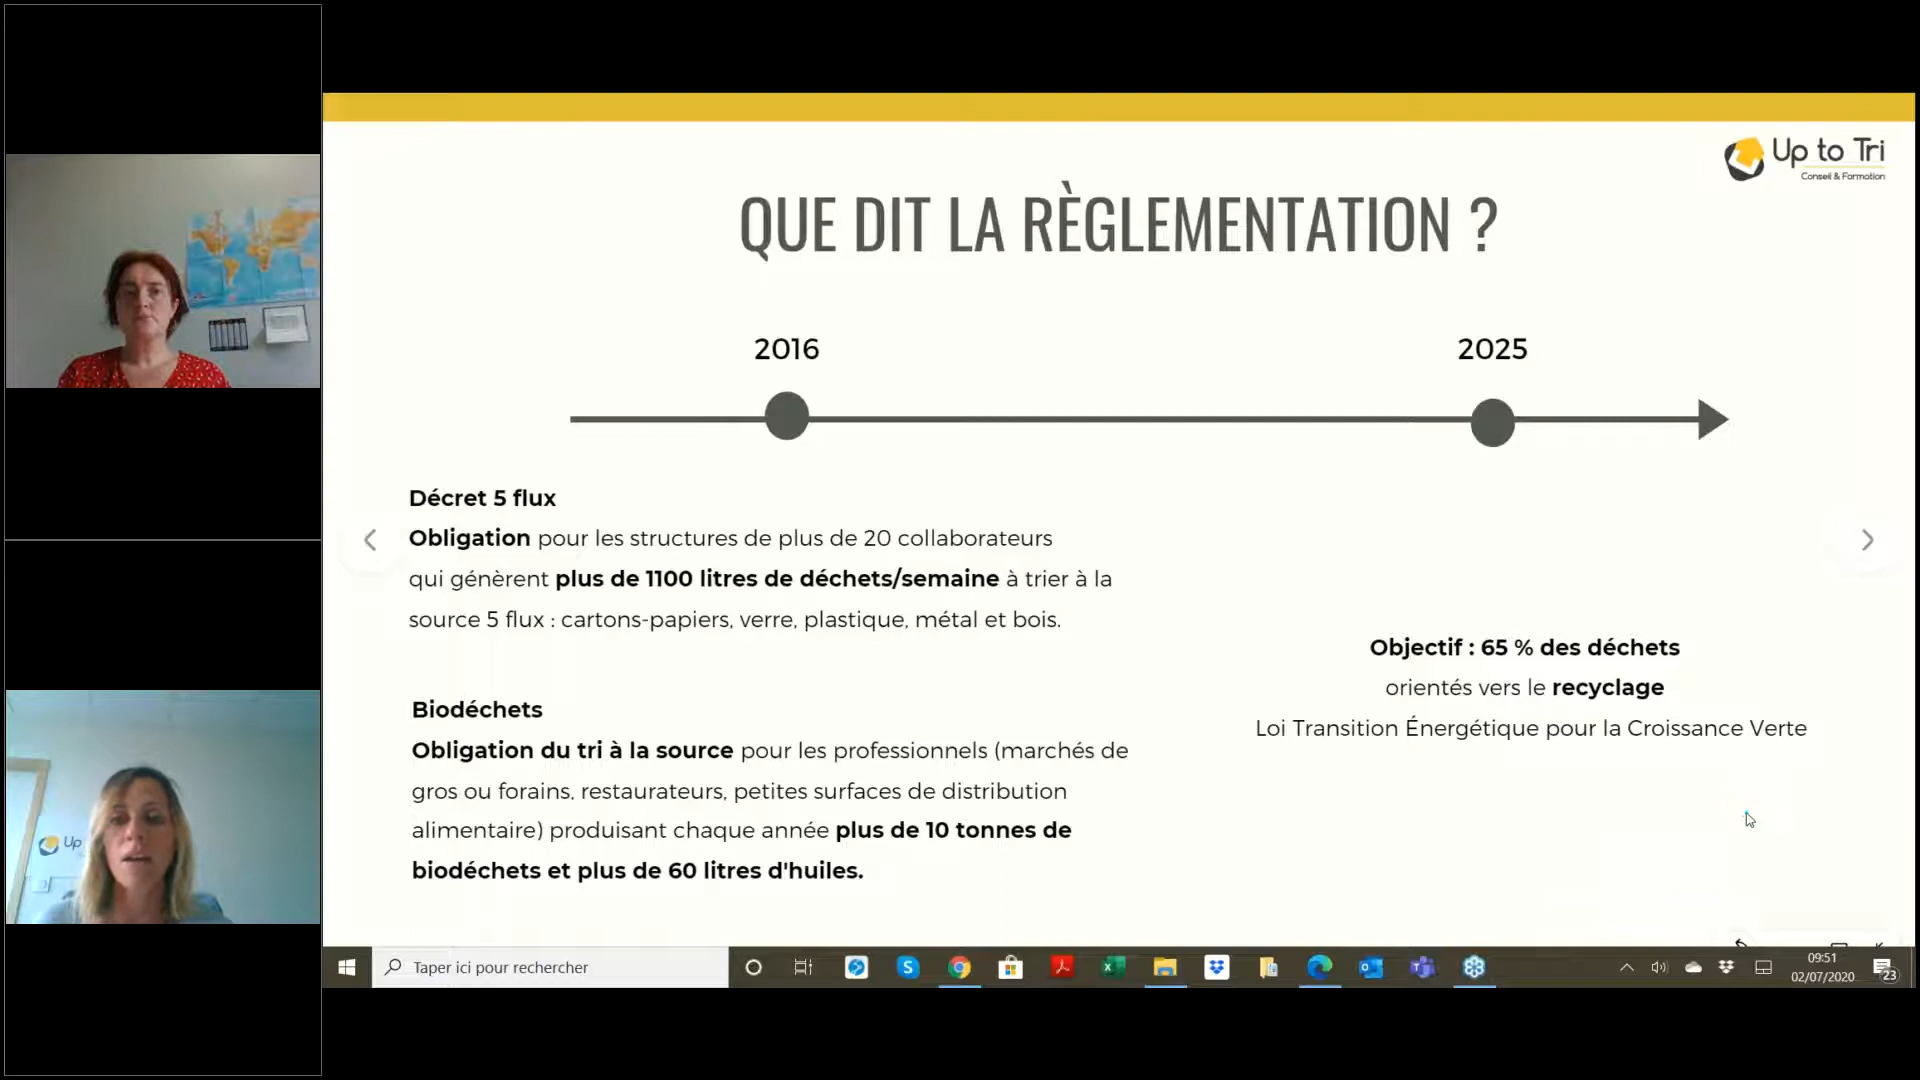 Up to Tri
Conseil & Formation
QUE DIT LA RÈGLEMENTATION ?
2016
2025
Décret 5 flux
Obligation pour les structures de plus de 20 collaborateurs
qui génèrent plus de 1100 litres de déchets/semaine à trier à la
source 5 flux : cartons-papiers, verre, plastique, métal et bois.
Biodéchets
Obligation du tri à la source pour les professionnels (marchés de
gros ou forains, restaurateurs, petites surfaces de distribution
alimentaire) produisant chaque année plus de 10 tonnes de
biodéchets et plus de 60 litres d'huiles.
Objectif : 65 % des déchets
orientés vers le recyclage
Loi Transition Énergétique pour la Croissance Verte
Up
Taper ici pour rechercher
09:51
02/07/2020
23